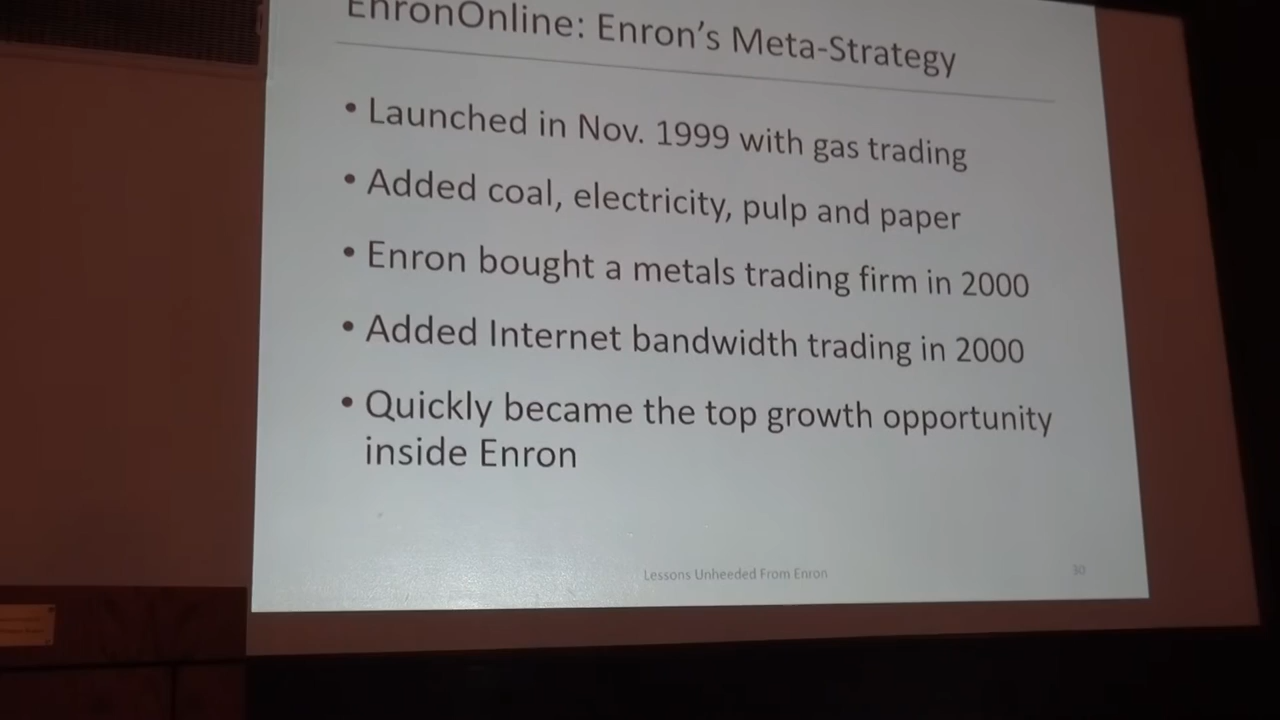 EnronOnline: Enron's Meta-Strategy
• Launched in Nov. 1999 with gas trading
• Added coal, electricity, pulp and paper
• Enron bought a metals trading firm in 2000
• Added Internet bandwidth trading in 2000
• Quickly became the top growth opportunity
inside Enron
Lessons Unheeded From Enron
30